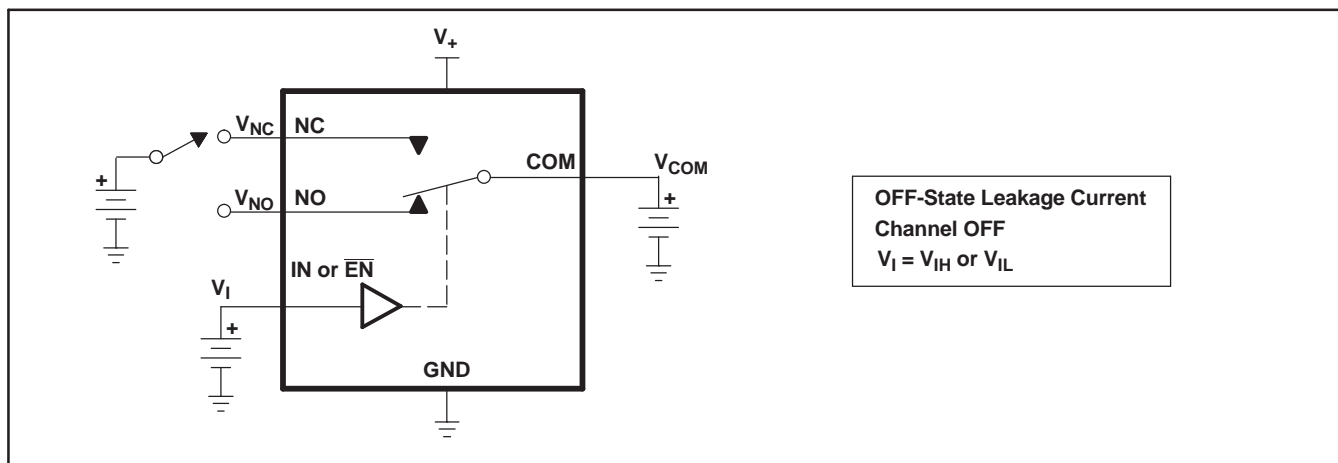 V+
+
VNC NC
VNO NO
COM VCOM
+
IN or E̅N̅
VI
+
GND
OFF-State Leakage Current
Channel OFF
VI = VIH or VIL